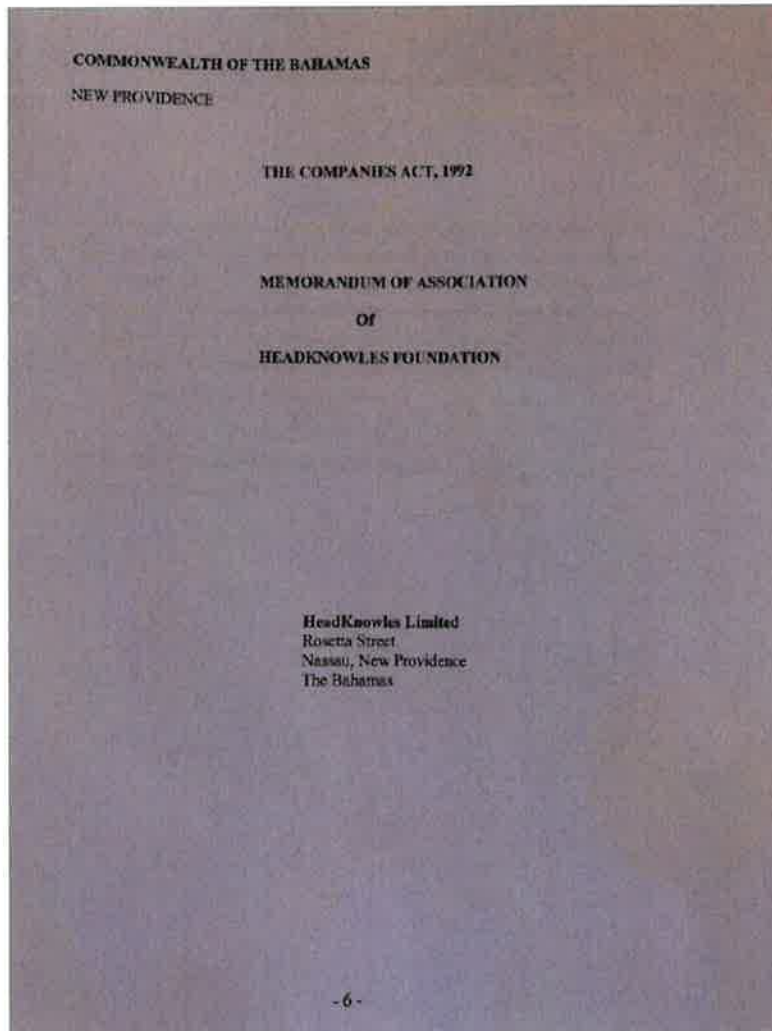 COMMONWEALTH OF THE BAHAMAS
NEW PROVIDENCE
THE COMPANIES ACT, 1992
MEMORANDUM OF ASSOCIATION
Of
HEADKNOWLES FOUNDATION
HeadKnowles Limited
Rosetta Street
Nassau, New Providence
The Bahamas
- 6 -